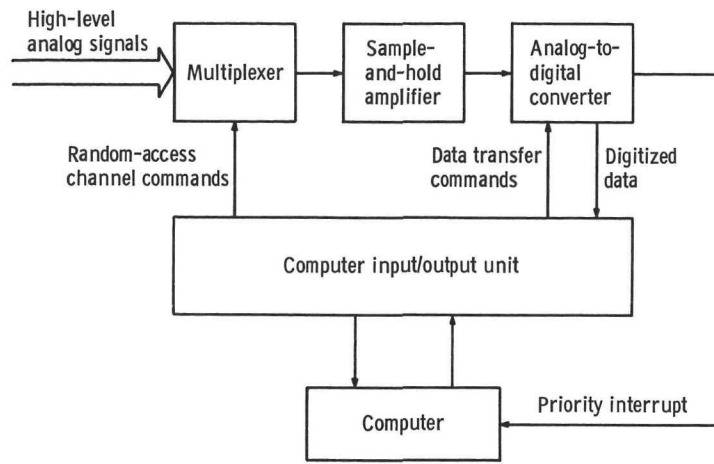 High-level
analog signals
Multiplexer
Sample-
and-hold
amplifier
Analog-to-
digital
converter
Random-access
channel commands
Data transfer
commands
Digitized
data
Computer input/output unit
Computer
Priority interrupt